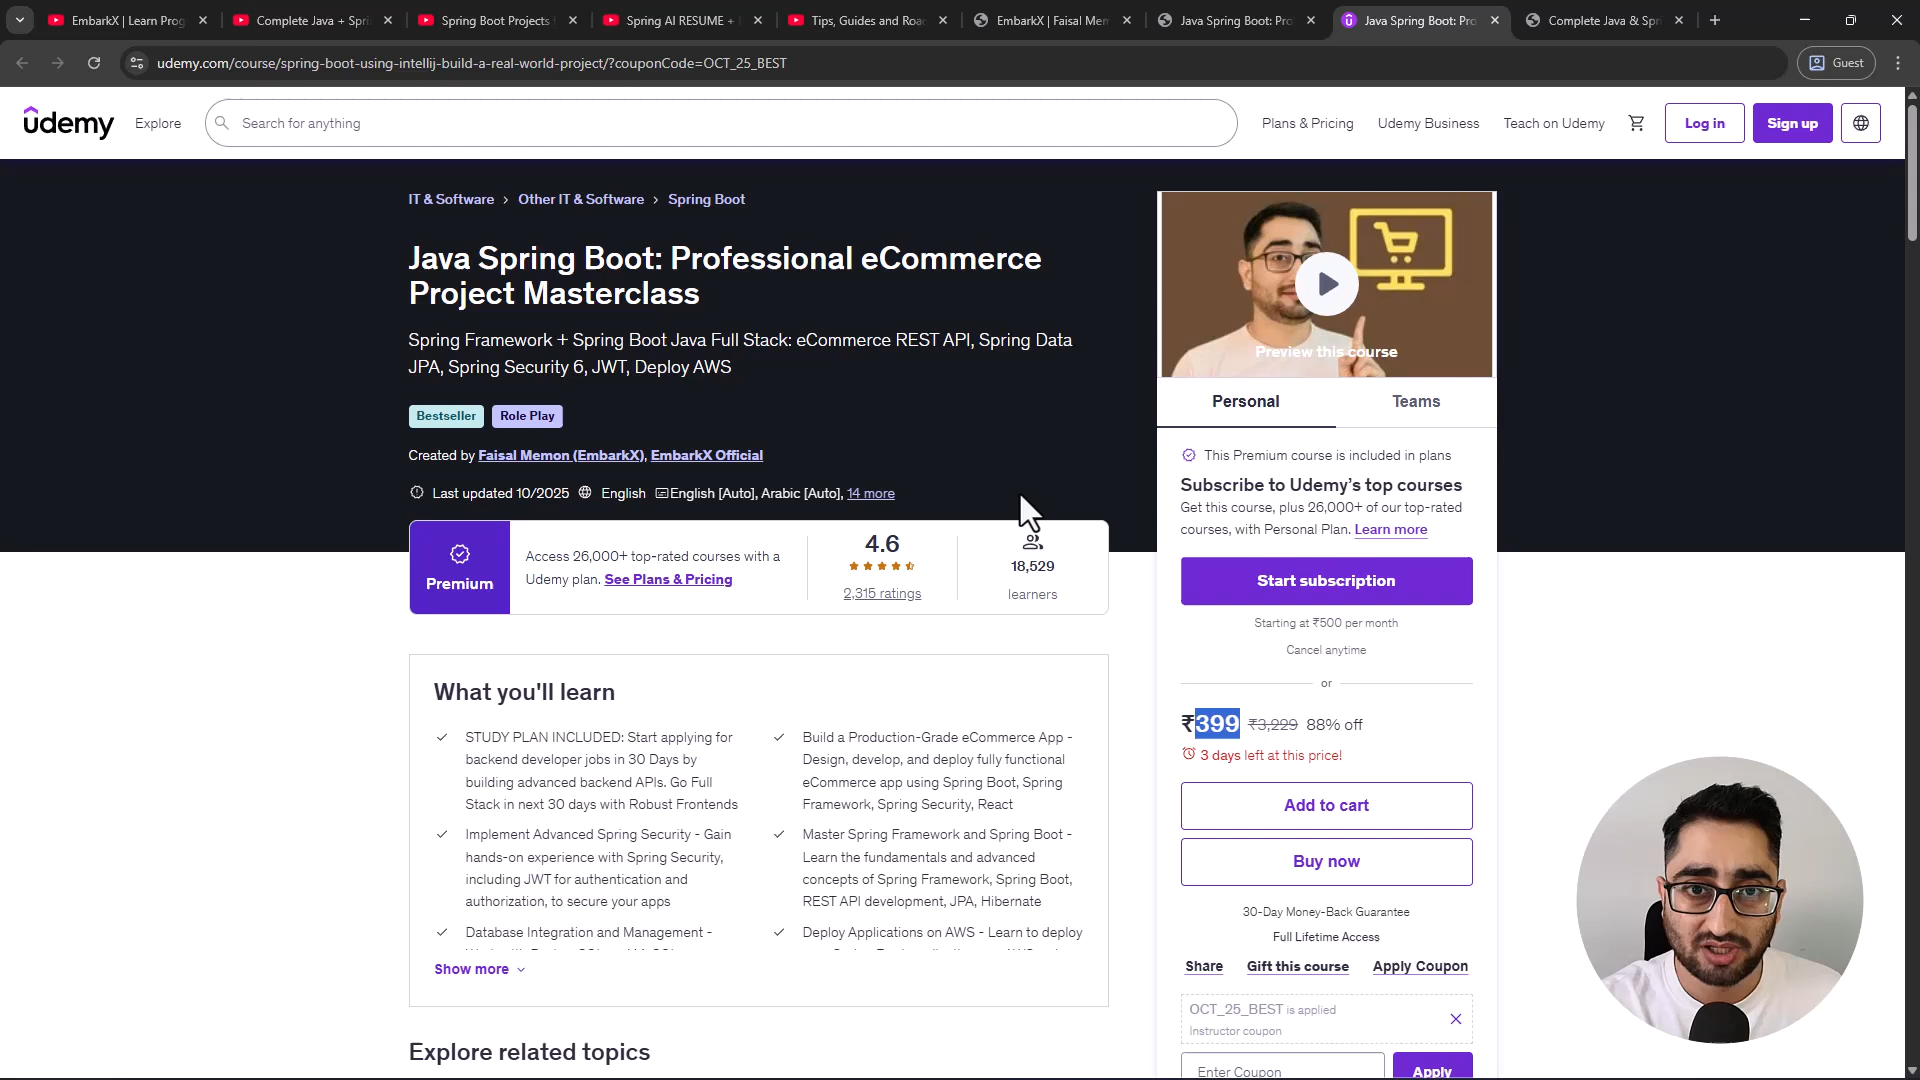 EmbarkX | Learn Prog
Complete Java + Spri
Spring Boot Projects
Spring AI RESUME +
Tips, Guides and Roa
EmbarkX | Faisal Mem
Java Spring Boot: Pro
Java Spring Boot: Pro
Complete Java & Spri
udemy.com/course/spring-boot-using-intellij-build-a-real-world-project/?couponCode=OCT_25_BEST
Guest
udemy
Explore
Search for anything
Plans & Pricing
Udemy Business
Teach on Udemy
Log in
Sign up
IT & Software > Other IT & Software > Spring Boot
Java Spring Boot: Professional eCommerce
Project Masterclass
Spring Framework + Spring Boot Java Full Stack: eCommerce REST API, Spring Data
JPA, Spring Security 6, JWT, Deploy AWS
Bestseller
Role Play
Created by Faisal Memon (EmbarkX), EmbarkX Official
Last updated 10/2025 English English [Auto], Arabic [Auto], 14 more
Premium
Access 26,000+ top-rated courses with a
Udemy plan. See Plans & Pricing
4.6
2,315 ratings
18,529
learners
What you'll learn
STUDY PLAN INCLUDED: Start applying for
backend developer jobs in 30 Days by
building advanced backend APIs. Go Full
Stack in next 30 days with Robust Frontends
Build a Production-Grade eCommerce App -
Design, develop, and deploy fully functional
eCommerce app using Spring Boot, Spring
Framework, Spring Security, React
Implement Advanced Spring Security - Gain
hands-on experience with Spring Security,
including JWT for authentication and
authorization, to secure your apps
Master Spring Framework and Spring Boot -
Learn the fundamentals and advanced
concepts of Spring Framework, Spring Boot,
REST API development, JPA, Hibernate
Database Integration and Management -
Deploy Applications on AWS - Learn to deploy
Show more
Explore related topics
Preview this course
Personal
Teams
This Premium course is included in plans
Subscribe to Udemy's top courses
Get this course, plus 26,000+ of our top-rated
courses, with Personal Plan. Learn more
Start subscription
Starting at ₹500 per month
Cancel anytime
or
₹399 ₹3,229 88% off
3 days left at this price!
Add to cart
Buy now
30-Day Money-Back Guarantee
Full Lifetime Access
Share
Gift this course
Apply Coupon
OCT_25_BEST is applied
Instructor coupon
Enter Coupon
Apply